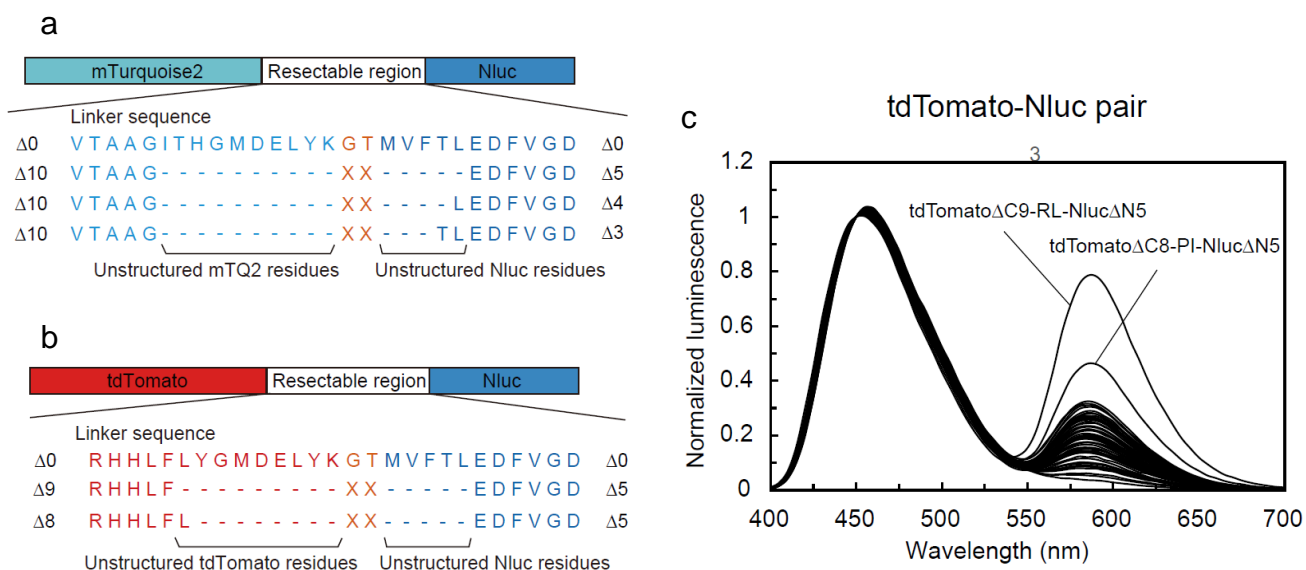 a
mTurquoise2 Resectable region Nluc
Linker sequence
Δ0 VTAAGITHGMDELYKGTMVFTLEDFVGD Δ0
Δ10 VTAAG----------XX-----EDFVGD Δ5
Δ10 VTAAG----------XX----LEDFVGD Δ4
Δ10 VTAAG----------XX---TLEDFVGD Δ3
Unstructured mTQ2 residues Unstructured Nluc residues
b
tdTomato Resectable region Nluc
Linker sequence
Δ0 RHHLFLYGMDELYKGTMVFTLEDFVGD Δ0
Δ9 RHHLF---------XX-----EDFVGD Δ5
Δ8 RHHLFL--------XX-----EDFVGD Δ5
Unstructured tdTomato residues Unstructured Nluc residues
c
tdTomato-Nluc pair
3
tdTomatoΔC9-RL-NlucΔN5
tdTomatoΔC8-PI-NlucΔN5
Normalized luminescence
1.2
1
0.8
0.6
0.4
0.2
0
400 450 500 550 600 650 700
Wavelength (nm)